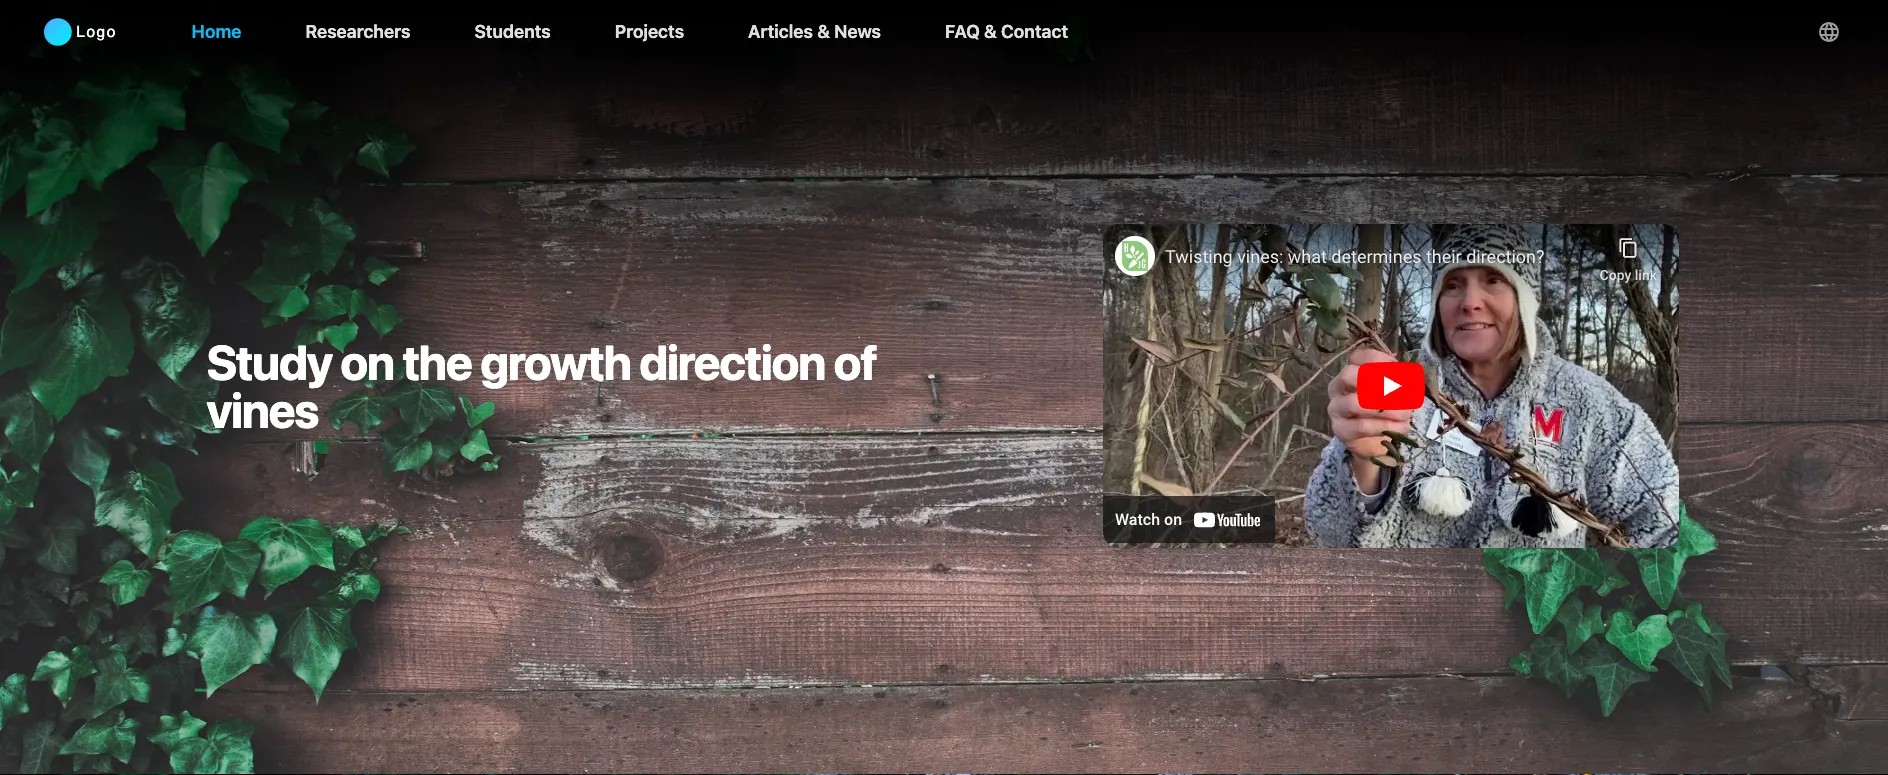 Logo
Home
Researchers
Students
Projects
Articles & News
FAQ & Contact
Study on the growth direction of
vines
Twisting vines: what determines their direction?
Copy link
M
Watch on YouTube